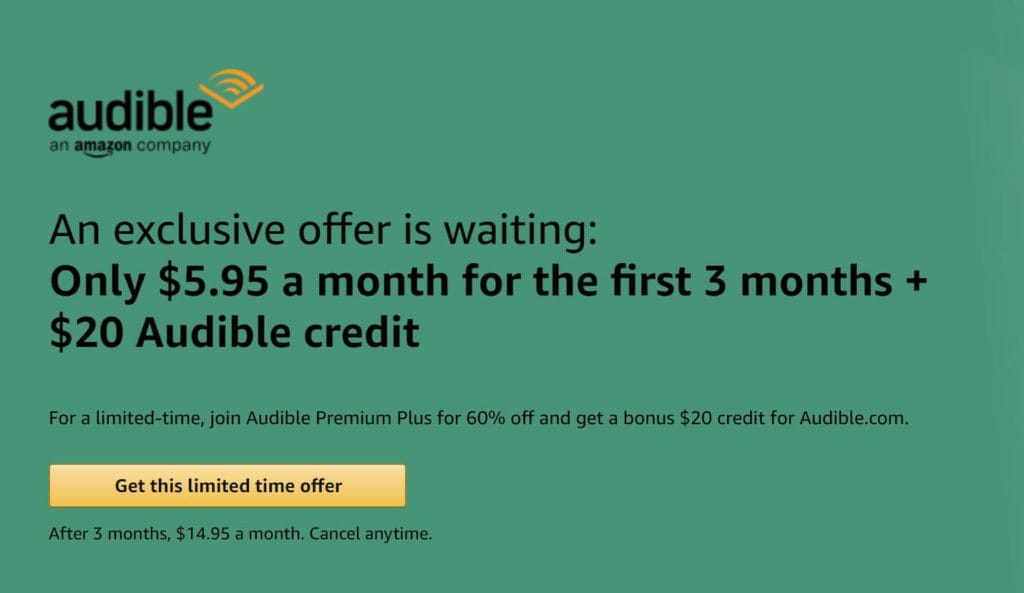 audible
an amazon company
An exclusive offer is waiting:
Only $5.95 a month for the first 3 months +
$20 Audible credit
For a limited-time, join Audible Premium Plus for 60% off and get a bonus $20 credit for Audible.com.
Get this limited time offer
After 3 months, $14.95 a month. Cancel anytime.